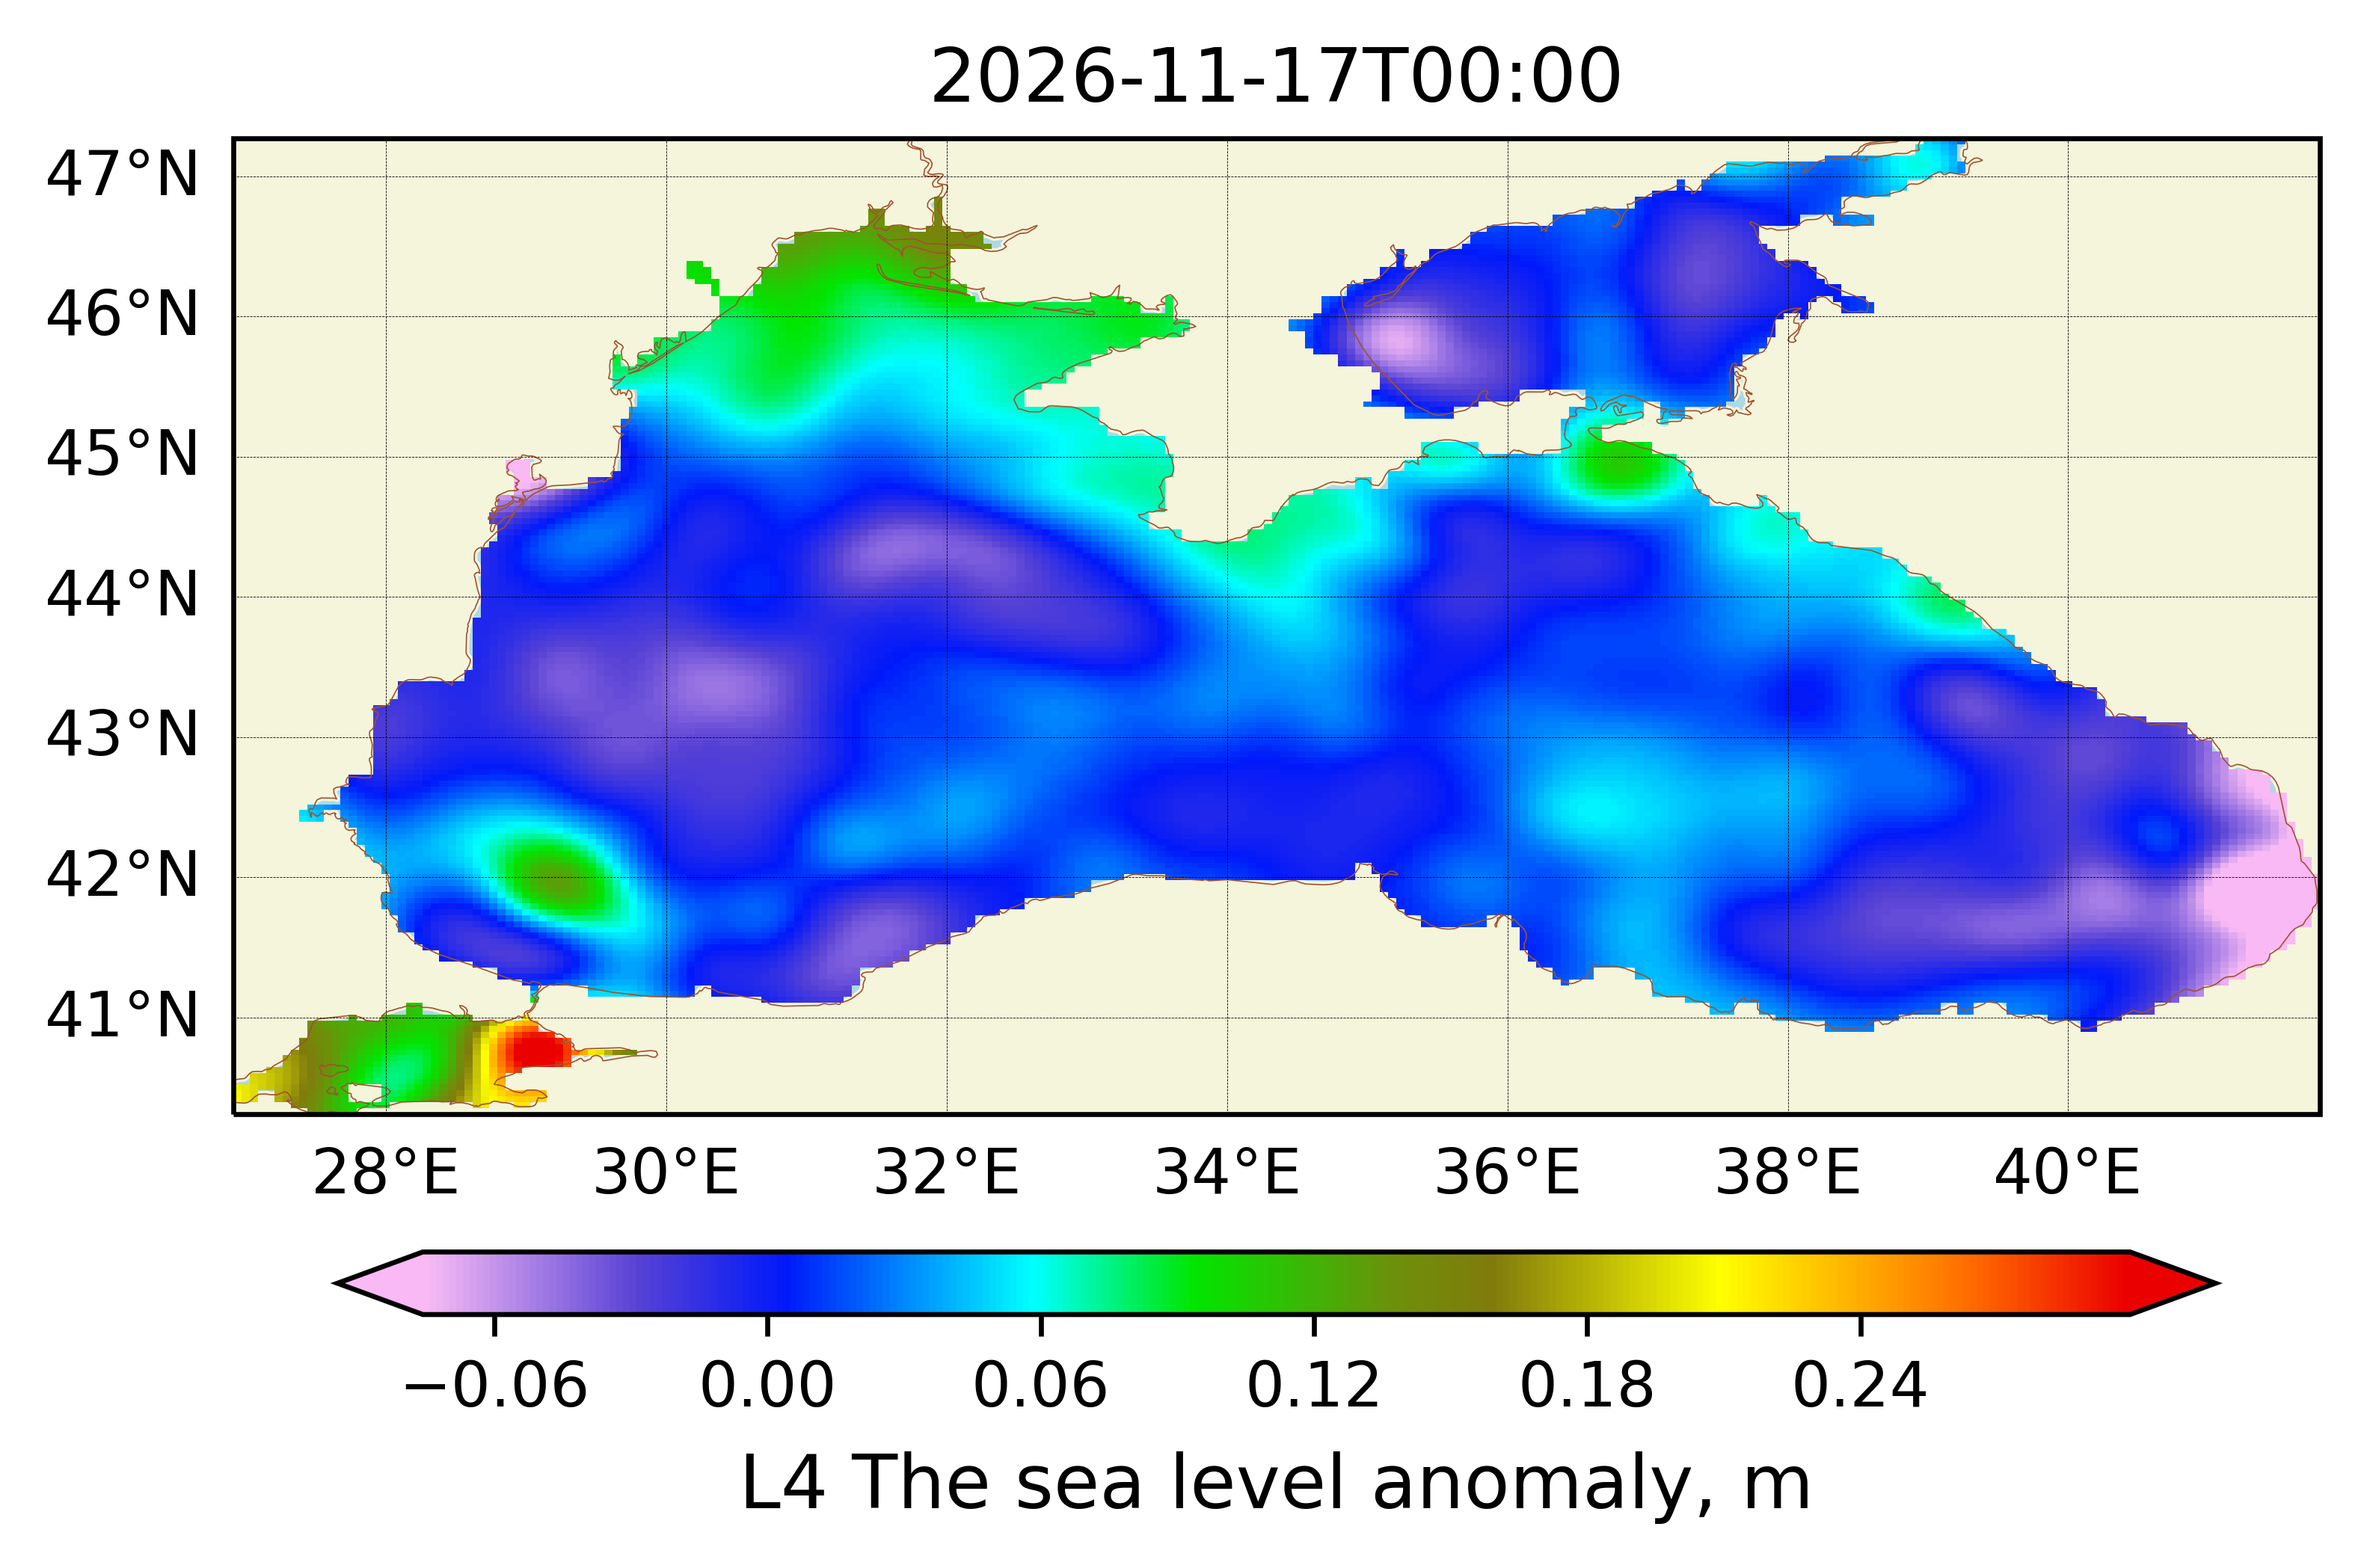 2026-11-17T00:00
47°N
46°N
45°N
44°N
43°N
42°N
41°N
28°E 30°E 32°E 34°E 36°E 38°E 40°E
−0.06 0.00 0.06 0.12 0.18 0.24
L4 The sea level anomaly, m